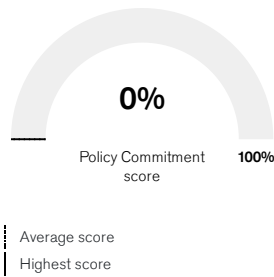 0%
Policy Commitment 100%
score
Average score
Highest score